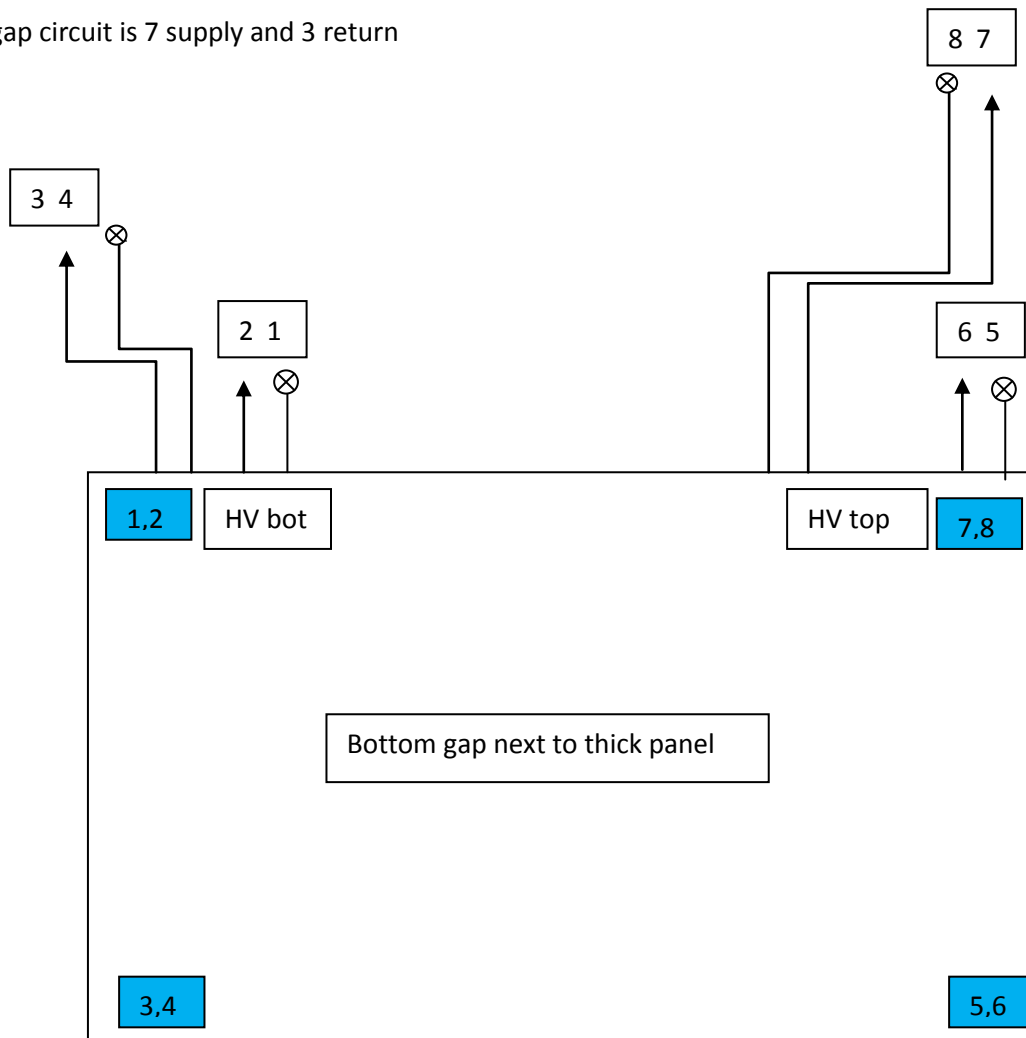 gap circuit is 7 supply and 3 return
8 7
3 4
2 1
6 5
1,2
HV bot
HV top
7,8
Bottom gap next to thick panel
3,4
5,6